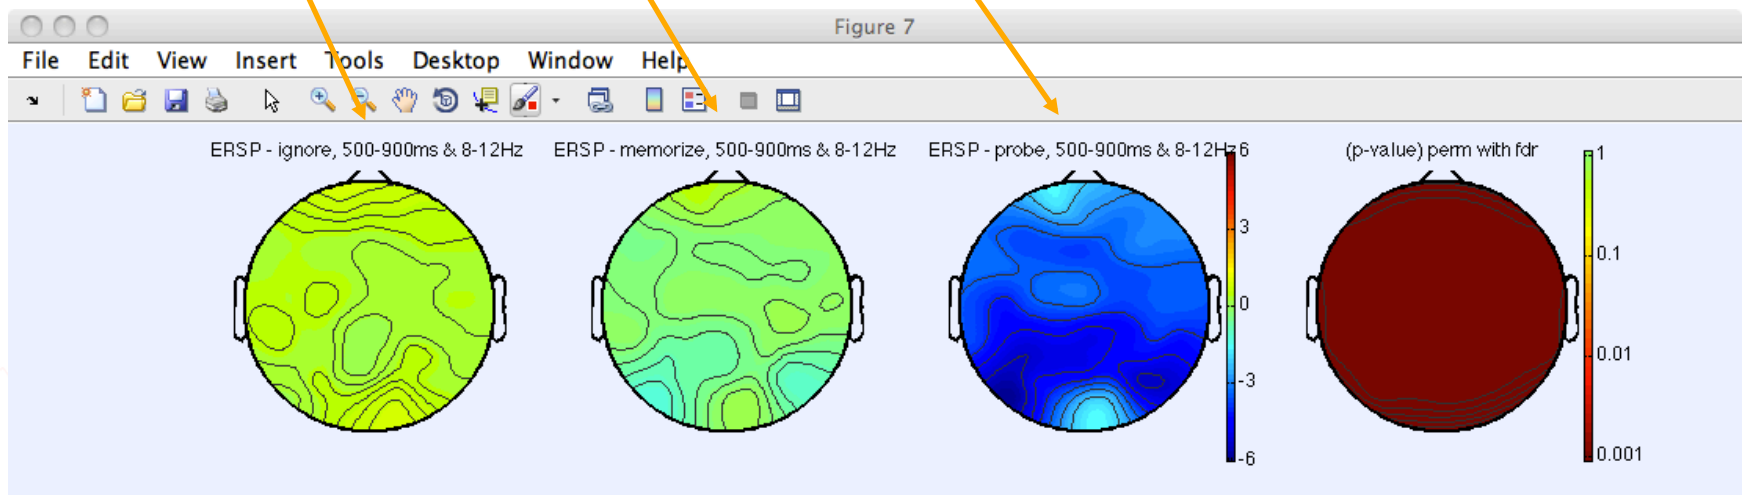 Figure 7
File Edit View Insert Tools Desktop Window Help
ERSP - ignore, 500-900ms & 8-12Hz
ERSP - memorize, 500-900ms & 8-12Hz
ERSP - probe, 500-900ms & 8-12Hz
6
3
0
-3
-6
(p-value) perm with fdr
1
0.1
0.01
0.001